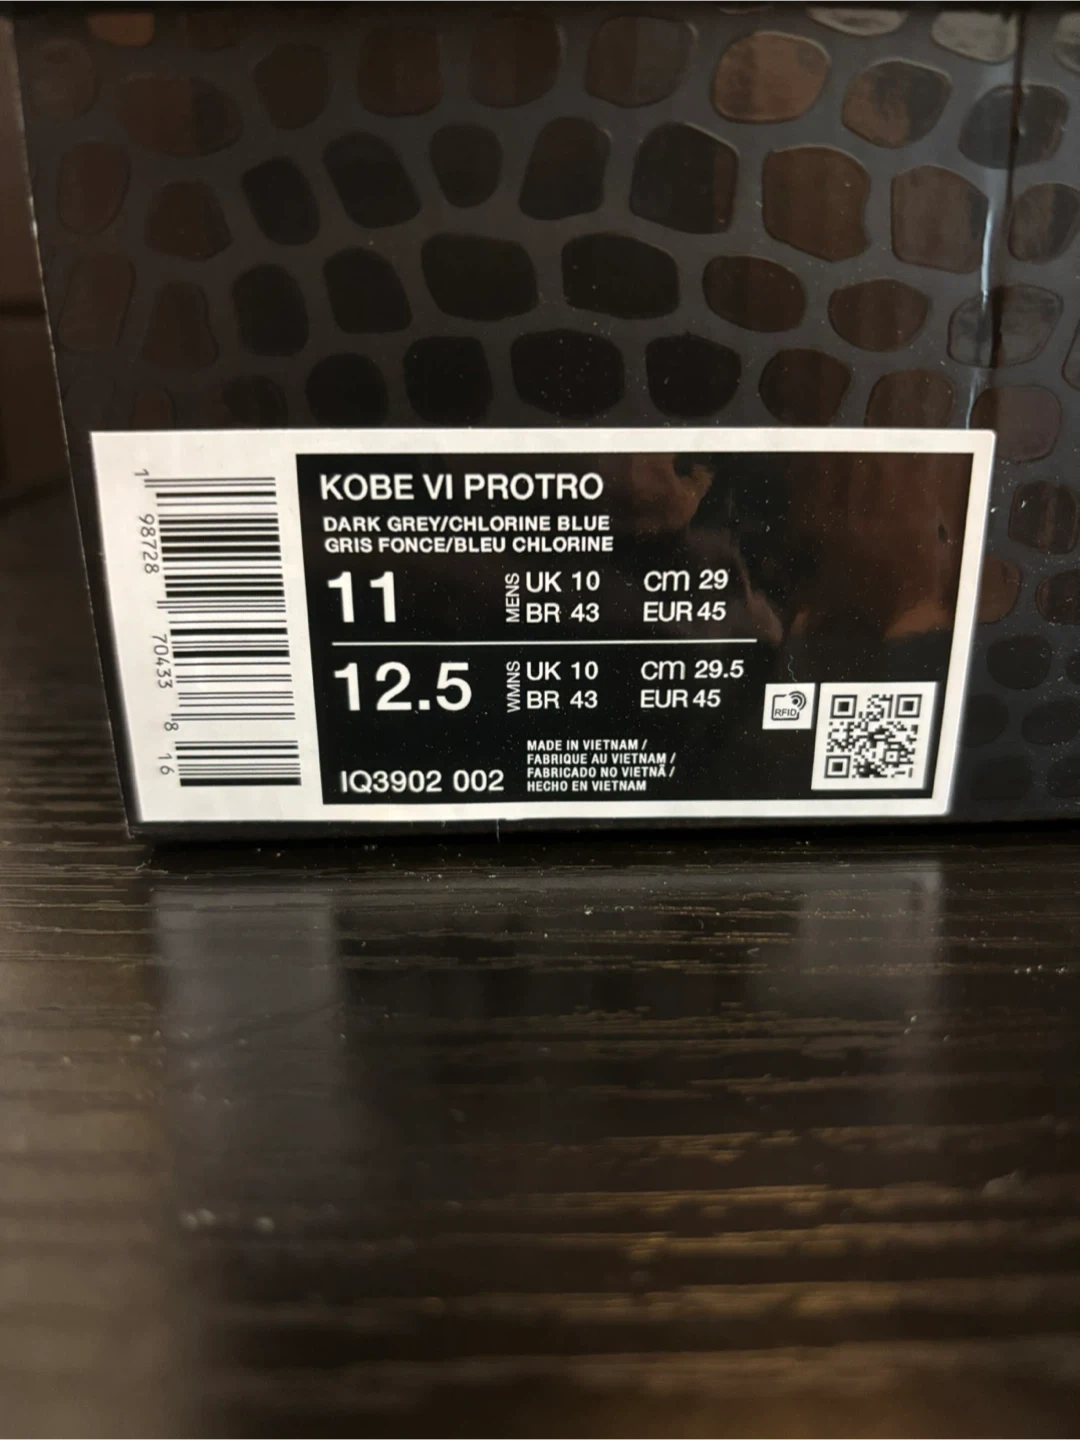 1
98728
70433
8
16
KOBE VI PROTRO
DARK GREY/CHLORINE BLUE
GRIS FONCE/BLEU CHLORINE
11 MENS UK 10 cm 29
BR 43 EUR 45
12.5 WMNS UK 10 cm 29.5
BR 43 EUR 45
RFID
IQ3902 002
MADE IN VIETNAM /
FABRIQUE AU VIETNAM /
FABRICADO NO VIETNÃ /
HECHO EN VIETNAM